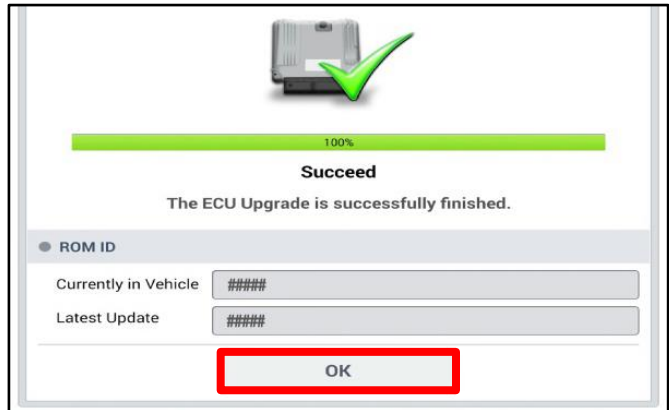 100%
Succeed
The ECU Upgrade is successfully finished.
ROM ID
Currently in Vehicle #####
Latest Update #####
OK